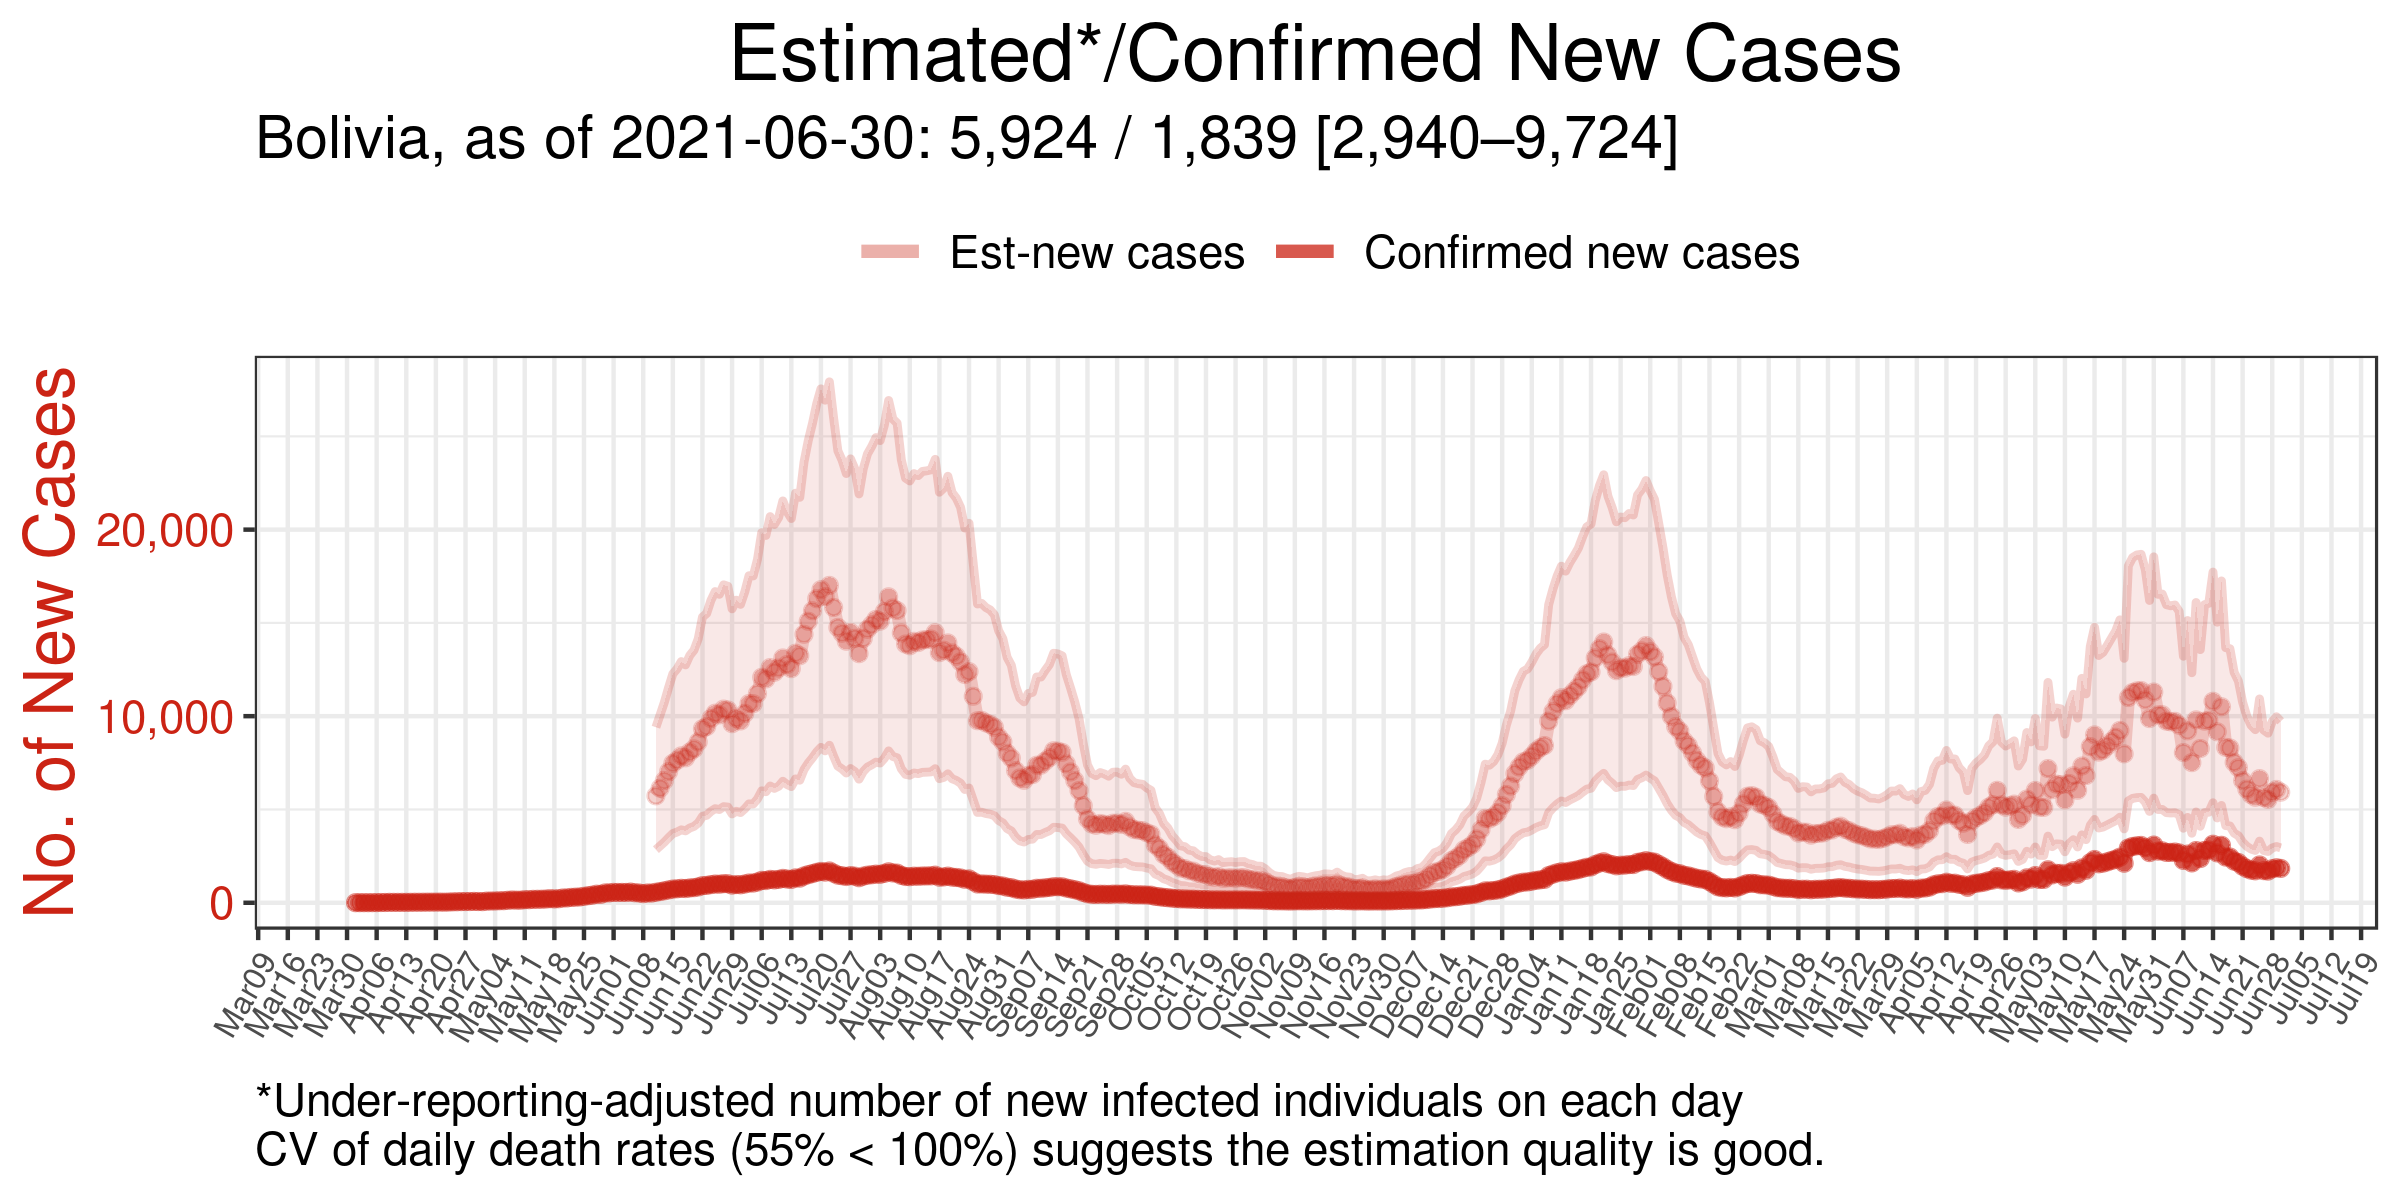 Estimated*/Confirmed New Cases
Bolivia, as of 2021-06-30: 5,924 / 1,839 [2,940–9,724]
Est-new cases
Confirmed new cases
No. of New Cases
20,000
10,000
0
Mar09
Mar16
Mar23
Mar30
Apr06
Apr13
Apr20
Apr27
May04
May11
May18
May25
Jun01
Jun08
Jun15
Jun22
Jun29
Jul06
Jul13
Jul20
Jul27
Aug03
Aug10
Aug17
Aug24
Aug31
Sep07
Sep14
Sep21
Sep28
Oct05
Oct12
Oct19
Oct26
Nov02
Nov09
Nov16
Nov23
Nov30
Dec07
Dec14
Dec21
Dec28
Jan04
Jan11
Jan18
Jan25
Feb01
Feb08
Feb15
Feb22
Mar01
Mar08
Mar15
Mar22
Mar29
Apr05
Apr12
Apr19
Apr26
May03
May10
May17
May24
May31
Jun07
Jun14
Jun21
Jun28
Jul05
Jul12
Jul19
*Under-reporting-adjusted number of new infected individuals on each day
CV of daily death rates (55% < 100%) suggests the estimation quality is good.